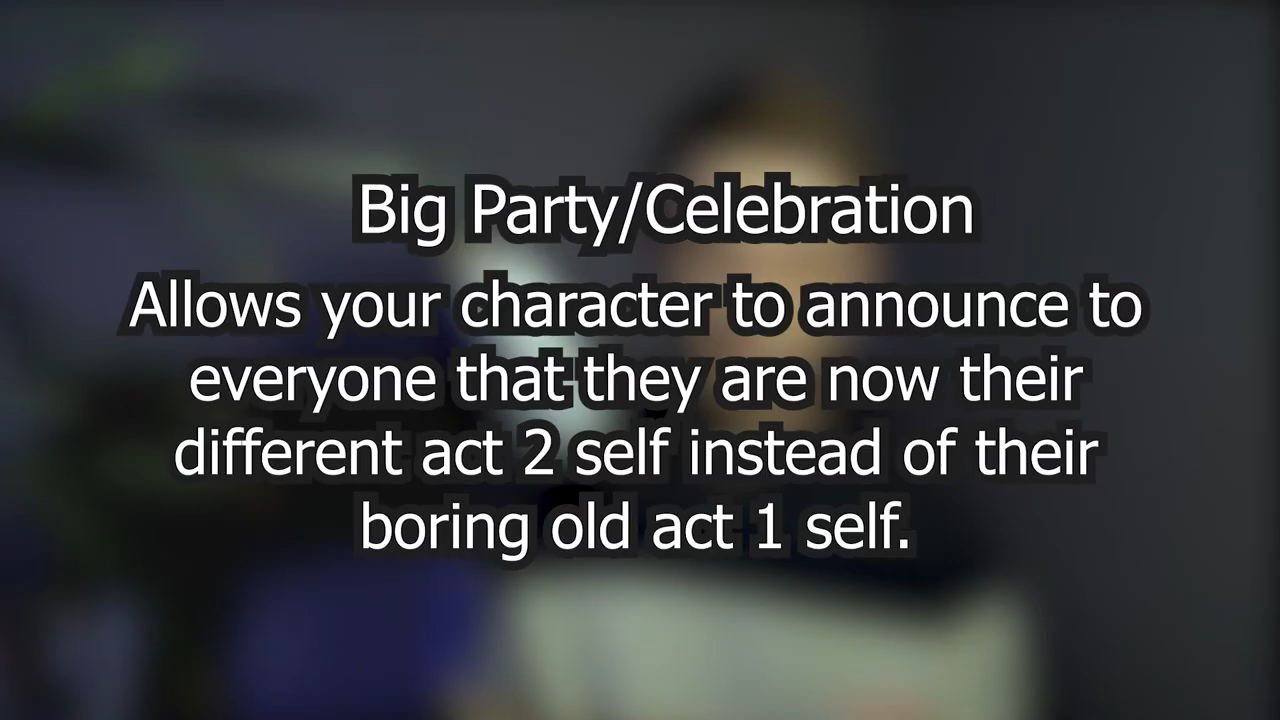 Big Party/Celebration
Allows your character to announce to
everyone that they are now their
different act 2 self instead of their
boring old act 1 self.